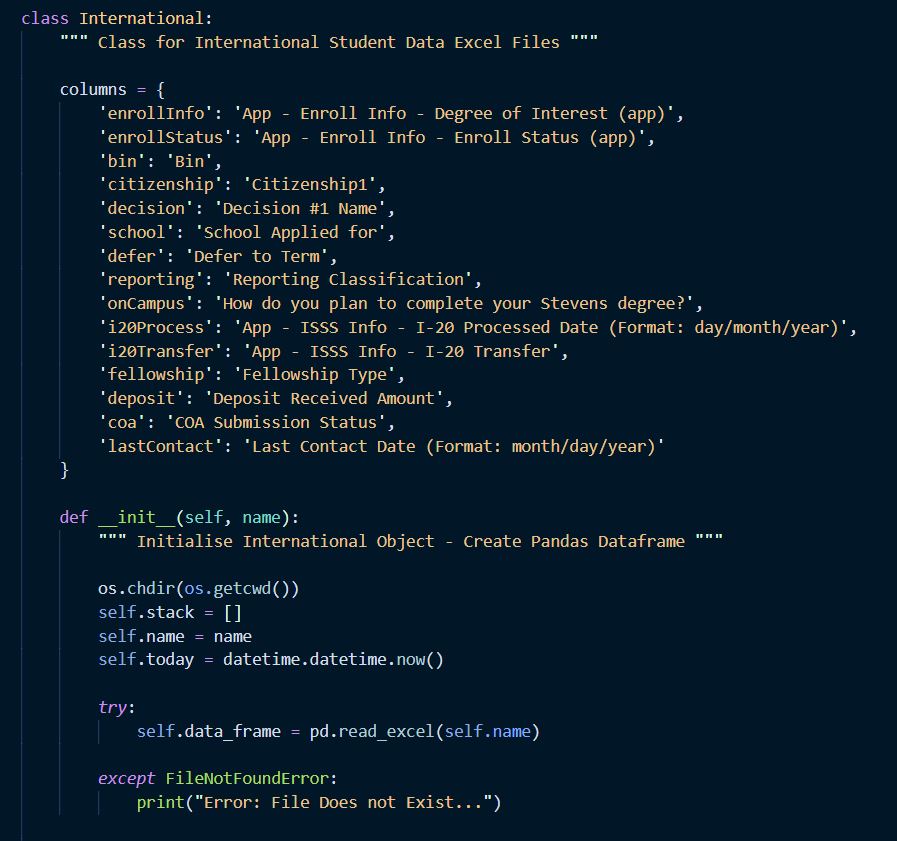 class International:
    """ Class for International Student Data Excel Files """
    columns = {
        'enrollInfo': 'App - Enroll Info - Degree of Interest (app)',
        'enrollStatus': 'App - Enroll Info - Enroll Status (app)',
        'bin': 'Bin',
        'citizenship': 'Citizenship1',
        'decision': 'Decision #1 Name',
        'school': 'School Applied for',
        'defer': 'Defer to Term',
        'reporting': 'Reporting Classification',
        'onCampus': 'How do you plan to complete your Stevens degree?',
        'i20Process': 'App - ISSS Info - I-20 Processed Date (Format: day/month/year)',
        'i20Transfer': 'App - ISSS Info - I-20 Transfer',
        'fellowship': 'Fellowship Type',
        'deposit': 'Deposit Received Amount',
        'coa': 'COA Submission Status',
        'lastContact': 'Last Contact Date (Format: month/day/year)'
    }
    def __init__(self, name):
        """ Initialise International Object - Create Pandas Dataframe """
        os.chdir(os.getcwd())
        self.stack = []
        self.name = name
        self.today = datetime.datetime.now()
        try:
            self.data_frame = pd.read_excel(self.name)
        except FileNotFoundError:
            print("Error: File Does not Exist...")